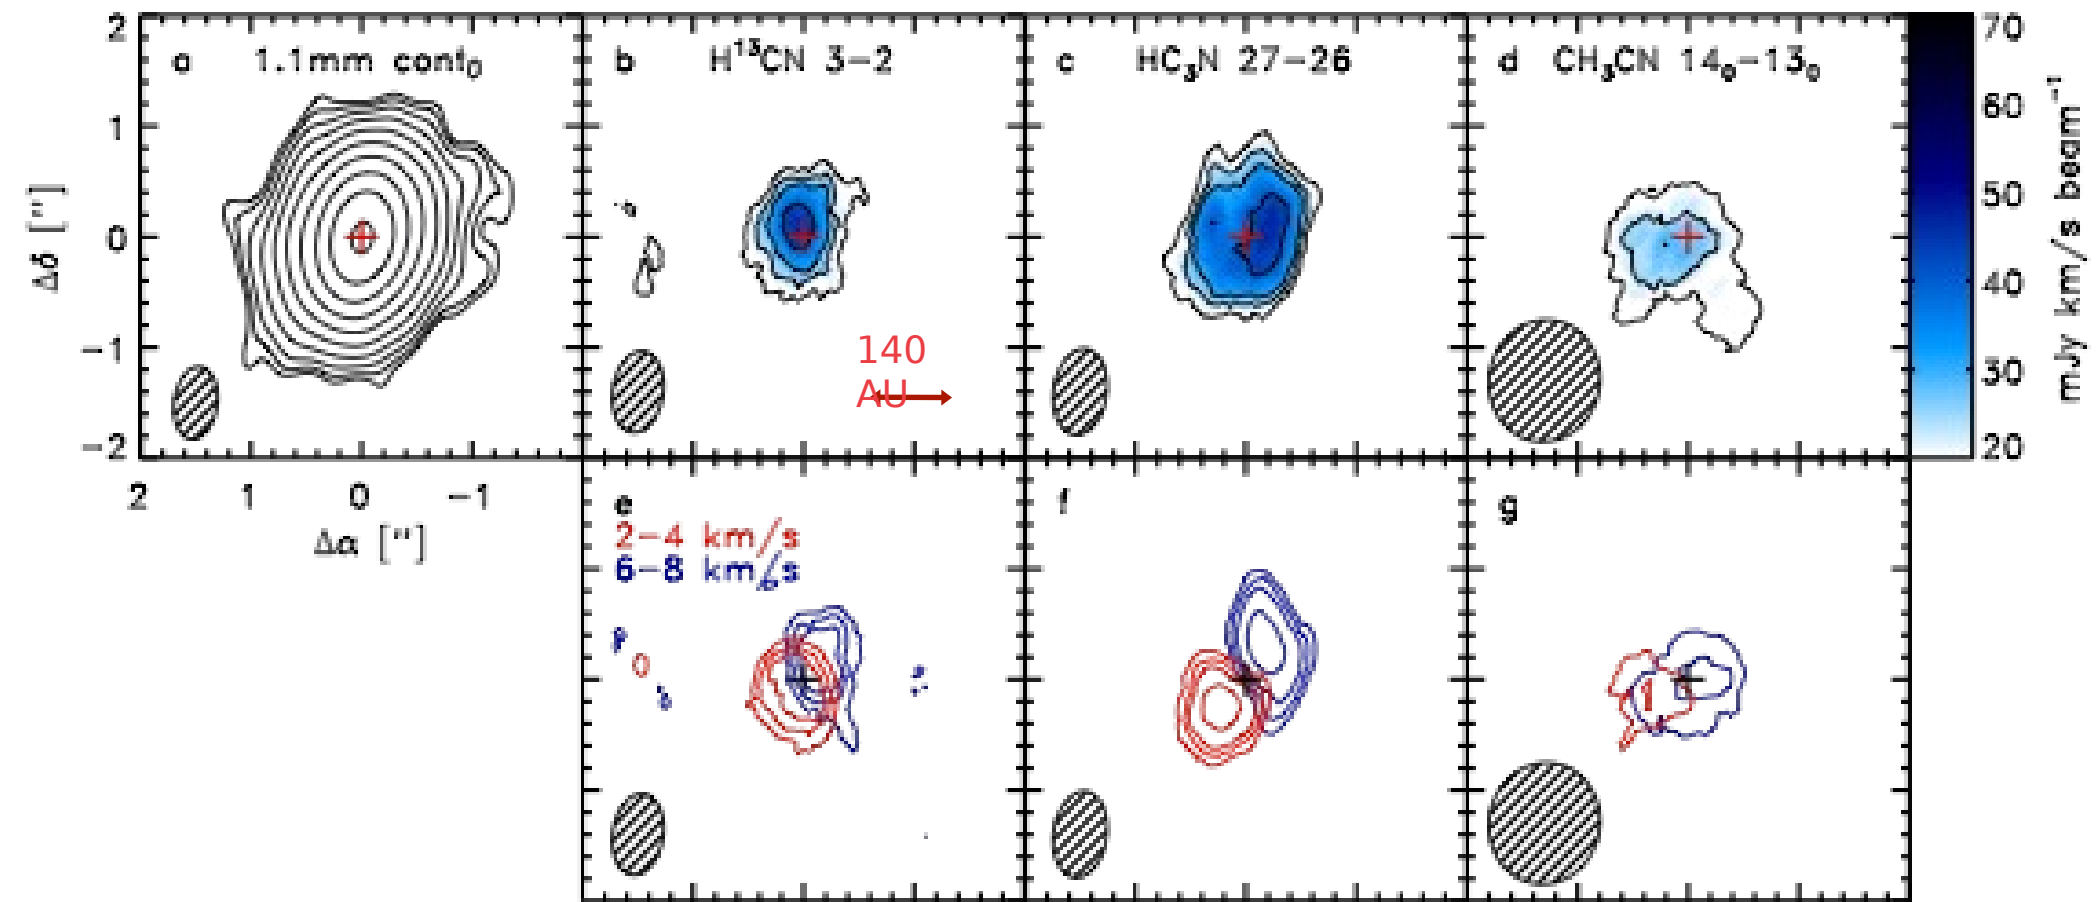 a 1.1mm cont₀
b H¹³CN 3−2
c HC₃N 27−26
d CH₃CN 14₀−13₀
2
1
0
−1
−2
Δδ ["]
2 1 0 −1
Δα ["]
140
AU
70
60
50
40
30
20
mJy km/s beam⁻¹
e
2−4 km/s
6−8 km/s
f
g